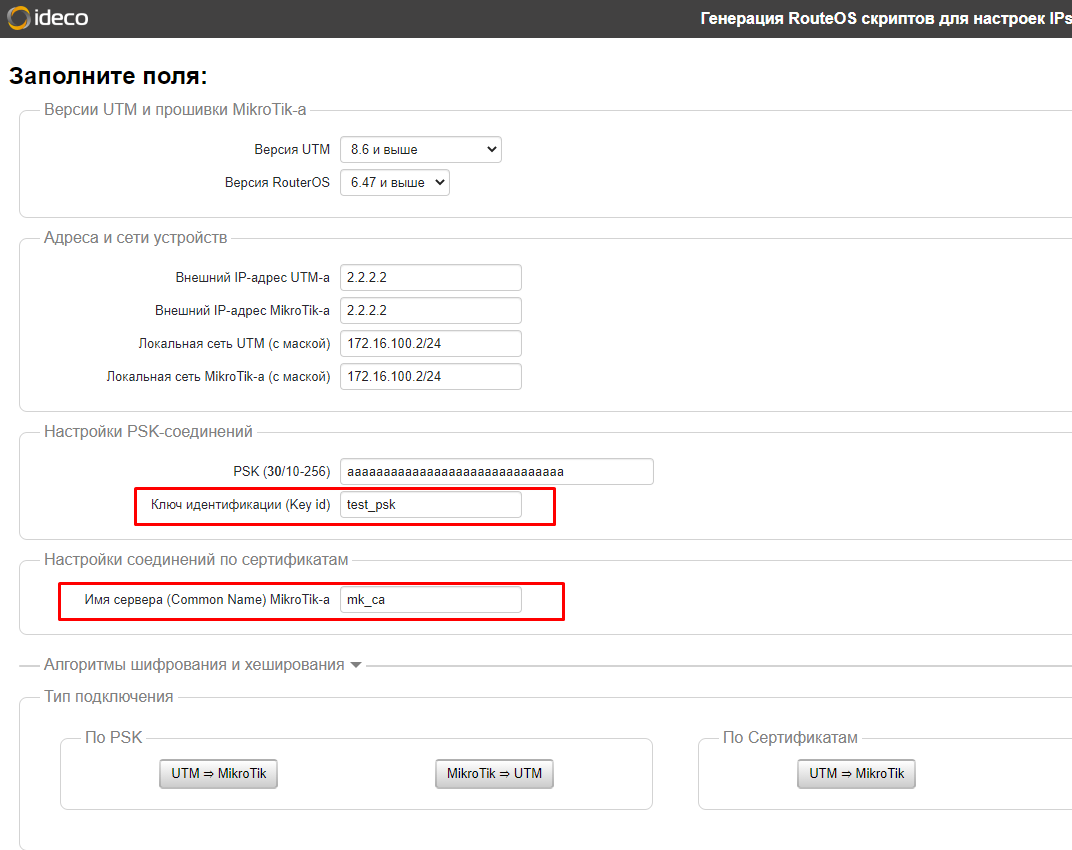 ideco
Генерация RouteOS скриптов для настроек IPs
Заполните поля:
Версии UTM и прошивки MikroTik-а
Версия UTM 8.6 и выше
Версия RouterOS 6.47 и выше
Адреса и сети устройств
Внешний IP-адрес UTM-а 2.2.2.2
Внешний IP-адрес MikroTik-а 2.2.2.2
Локальная сеть UTM (с маской) 172.16.100.2/24
Локальная сеть MikroTik-а (с маской) 172.16.100.2/24
Настройки PSK-соединений
PSK (30/10-256) aaaaaaaaaaaaaaaaaaaaaaaaaaaaaa
Ключ идентификации (Key id) test_psk
Настройки соединений по сертификатам
Имя сервера (Common Name) MikroTik-а mk_ca
Алгоритмы шифрования и хеширования
Тип подключения
По PSK По Сертификатам
UTM ⇒ MikroTik MikroTik ⇒ UTM UTM ⇒ MikroTik